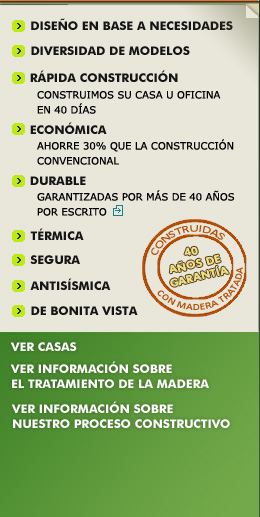 DISEÑO EN BASE A NECESIDADES
DIVERSIDAD DE MODELOS
RÁPIDA CONSTRUCCIÓN
CONSTRUIMOS SU CASA U OFICINA
EN 40 DÍAS
ECONÓMICA
AHORRE 30% QUE LA CONSTRUCCIÓN
CONVENCIONAL
DURABLE
GARANTIZADAS POR MÁS DE 40 AÑOS
POR ESCRITO
TÉRMICA
SEGURA
ANTISÍSMICA
DE BONITA VISTA
CONSTRUIDAS
40
AÑOS DE
GARANTÍA
CON MADERA TRATADA
VER CASAS
VER INFORMACIÓN SOBRE
EL TRATAMIENTO DE LA MADERA
VER INFORMACIÓN SOBRE
NUESTRO PROCESO CONSTRUCTIVO